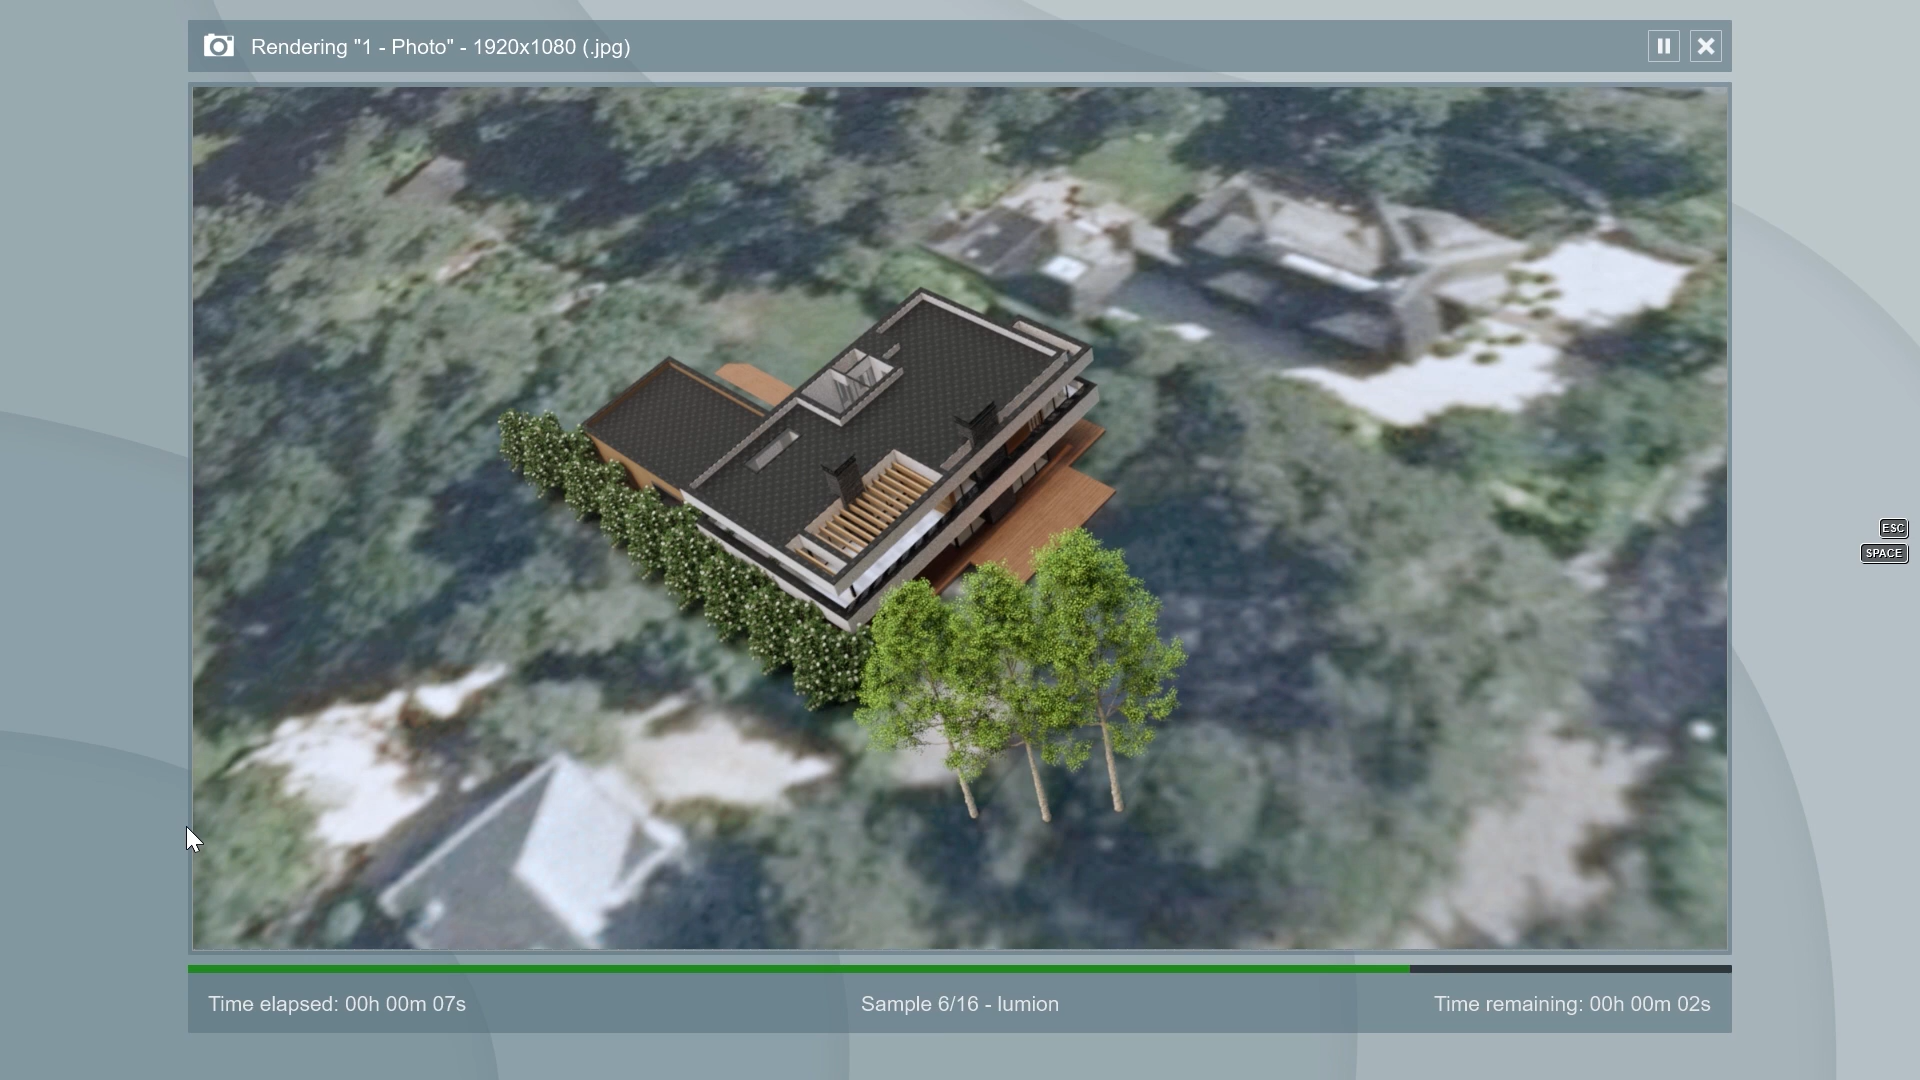 Rendering "1 - Photo" - 1920x1080 (.jpg)
ESC
SPACE
Time elapsed: 00h 00m 07s
Sample 6/16 - lumion
Time remaining: 00h 00m 02s